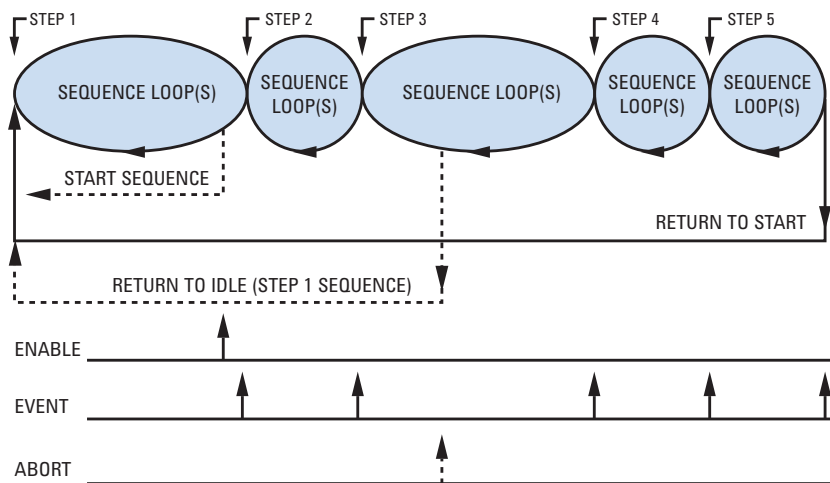 STEP 1
STEP 2
STEP 3
STEP 4
STEP 5
SEQUENCE LOOP(S)
SEQUENCE
LOOP(S)
SEQUENCE LOOP(S)
SEQUENCE
LOOP(S)
SEQUENCE
LOOP(S)
START SEQUENCE
RETURN TO START
RETURN TO IDLE (STEP 1 SEQUENCE)
ENABLE
EVENT
ABORT